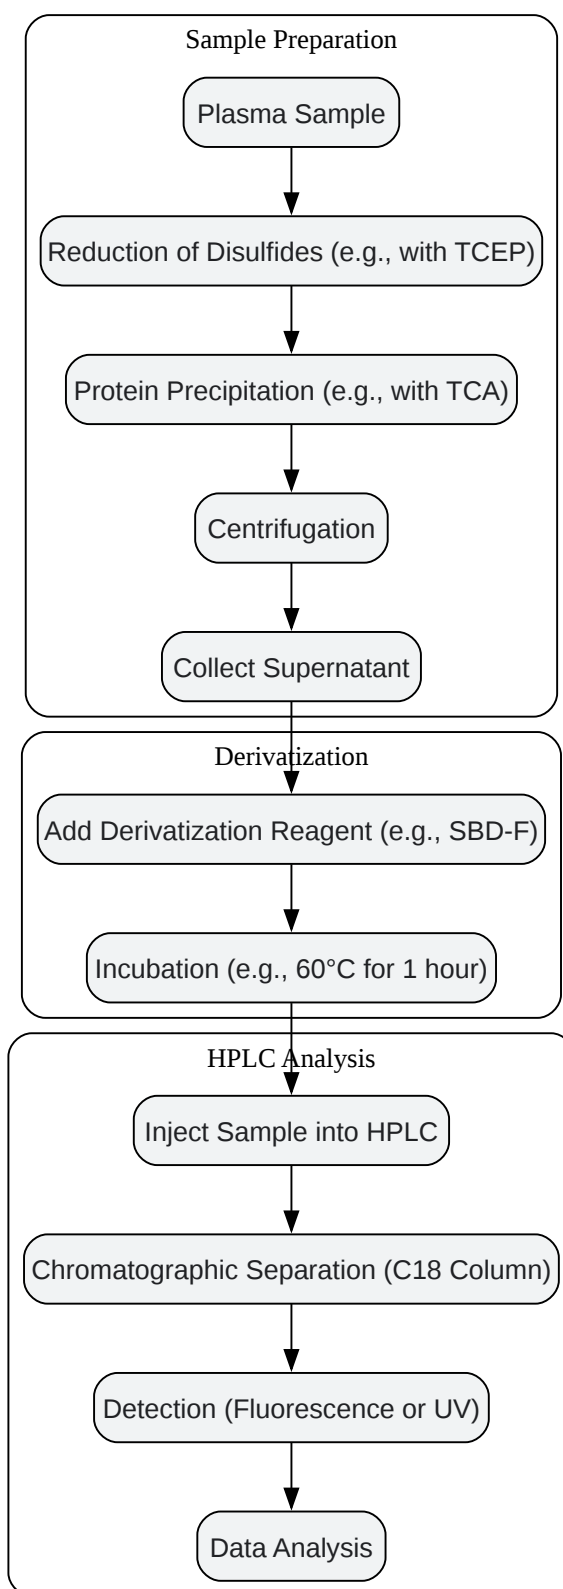 Sample Preparation
Plasma Sample
Reduction of Disulfides (e.g., with TCEP)
Protein Precipitation (e.g., with TCA)
Centrifugation
Collect Supernatant
Derivatization
Add Derivatization Reagent (e.g., SBD-F)
Incubation (e.g., 60°C for 1 hour)
HPLC Analysis
Inject Sample into HPLC
Chromatographic Separation (C18 Column)
Detection (Fluorescence or UV)
Data Analysis